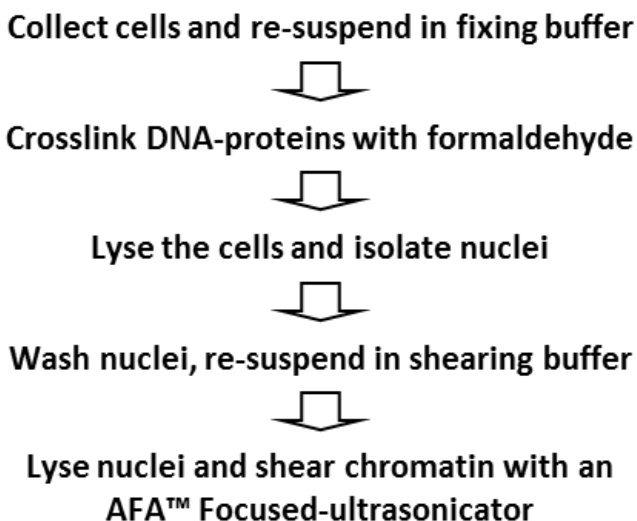 Collect cells and re-suspend in fixing buffer
Crosslink DNA-proteins with formaldehyde
Lyse the cells and isolate nuclei
Wash nuclei, re-suspend in shearing buffer
Lyse nuclei and shear chromatin with an
AFA™ Focused-ultrasonicator